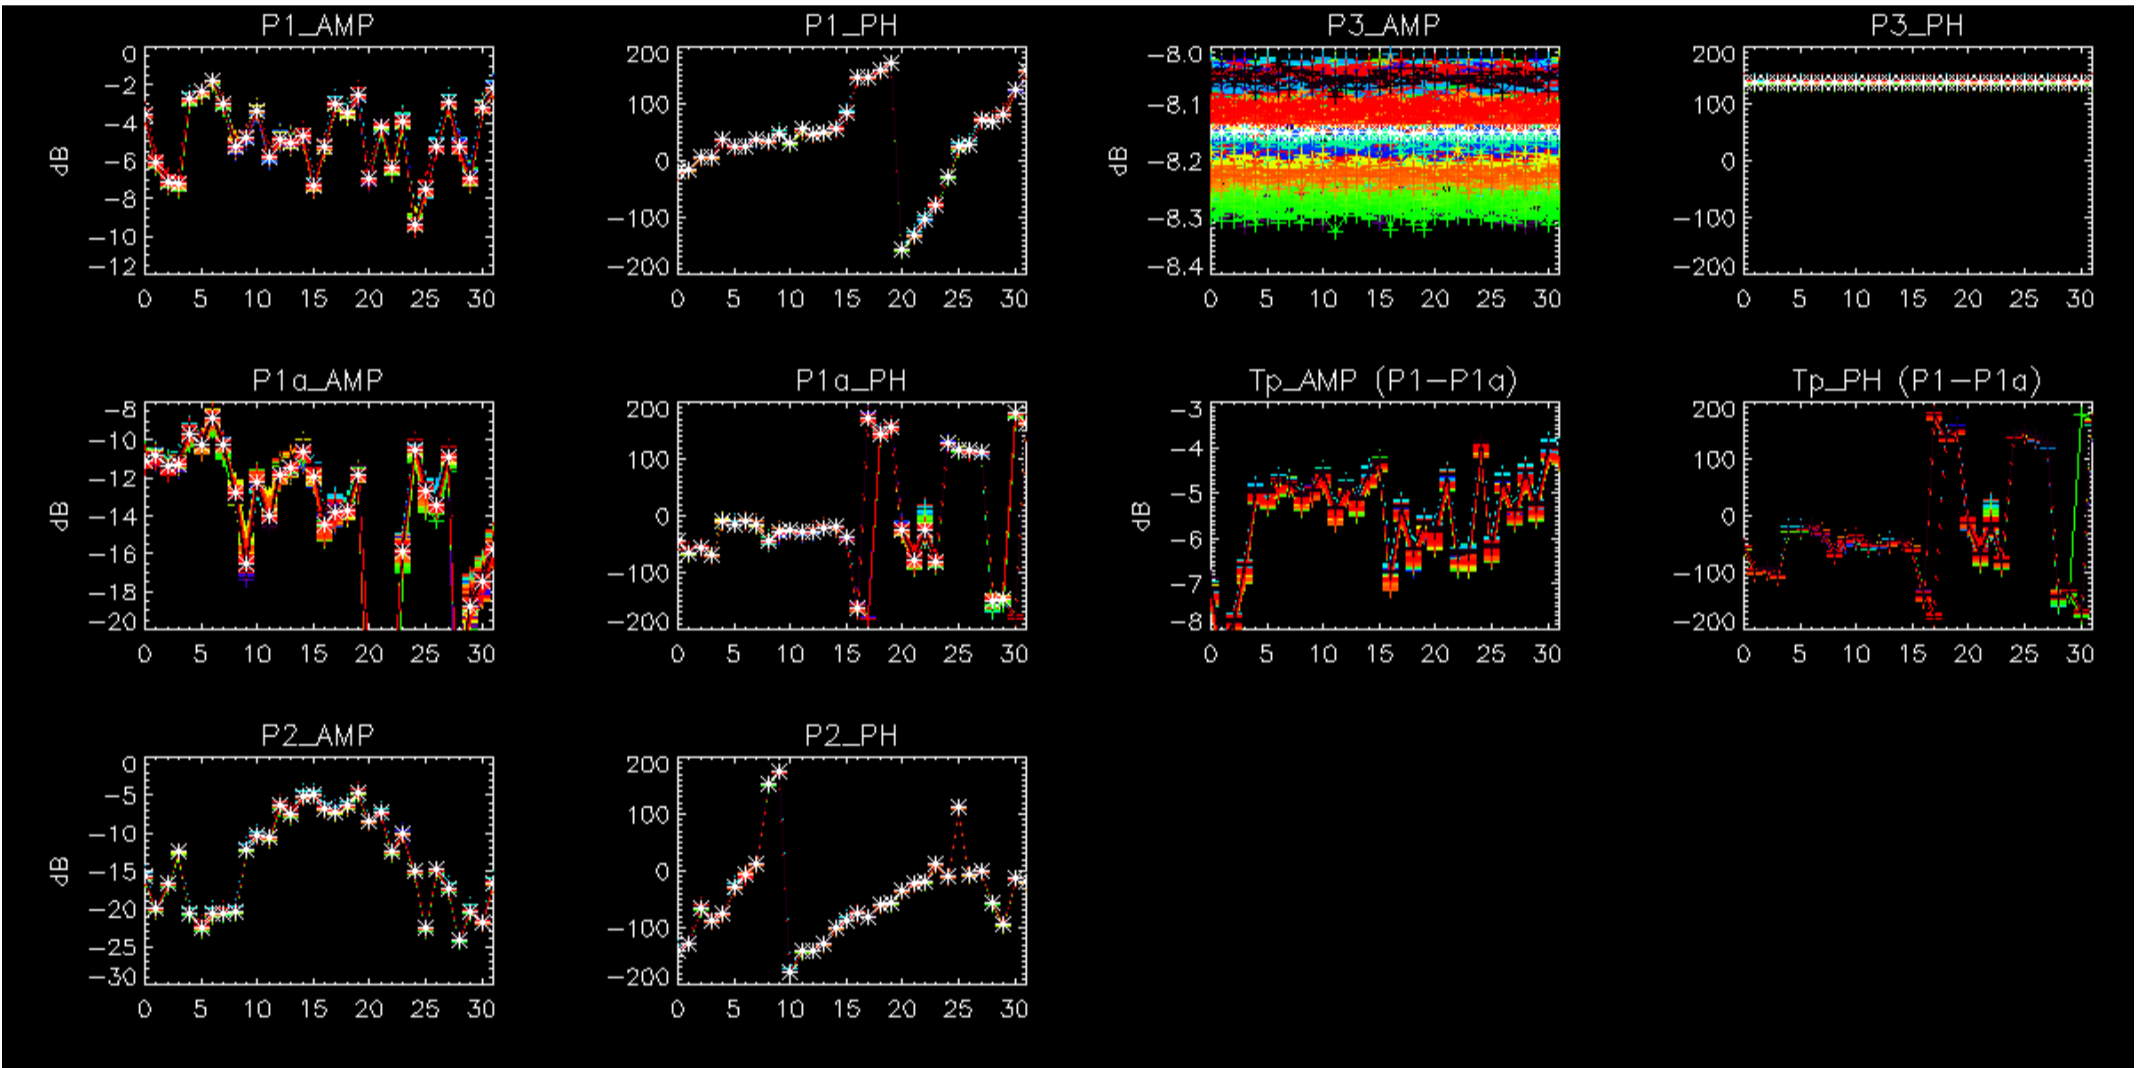 P1_AMP
P1_PH
P3_AMP
P3_PH
0
−2
−4
−6
−8
−10
−12
dB
0 5 10 15 20 25 30
200
100
0
−100
−200
0 5 10 15 20 25 30
−8.0
−8.1
−8.2
−8.3
−8.4
dB
0 5 10 15 20 25 30
200
100
0
−100
−200
0 5 10 15 20 25 30
P1a_AMP
P1a_PH
Tp_AMP (P1−P1a)
Tp_PH (P1−P1a)
−8
−10
−12
−14
−16
−18
−20
dB
0 5 10 15 20 25 30
200
100
0
−100
−200
0 5 10 15 20 25 30
−3
−4
−5
−6
−7
−8
dB
0 5 10 15 20 25 30
200
100
0
−100
−200
0 5 10 15 20 25 30
P2_AMP
P2_PH
0
−5
−10
−15
−20
−25
−30
dB
0 5 10 15 20 25 30
200
100
0
−100
−200
0 5 10 15 20 25 30